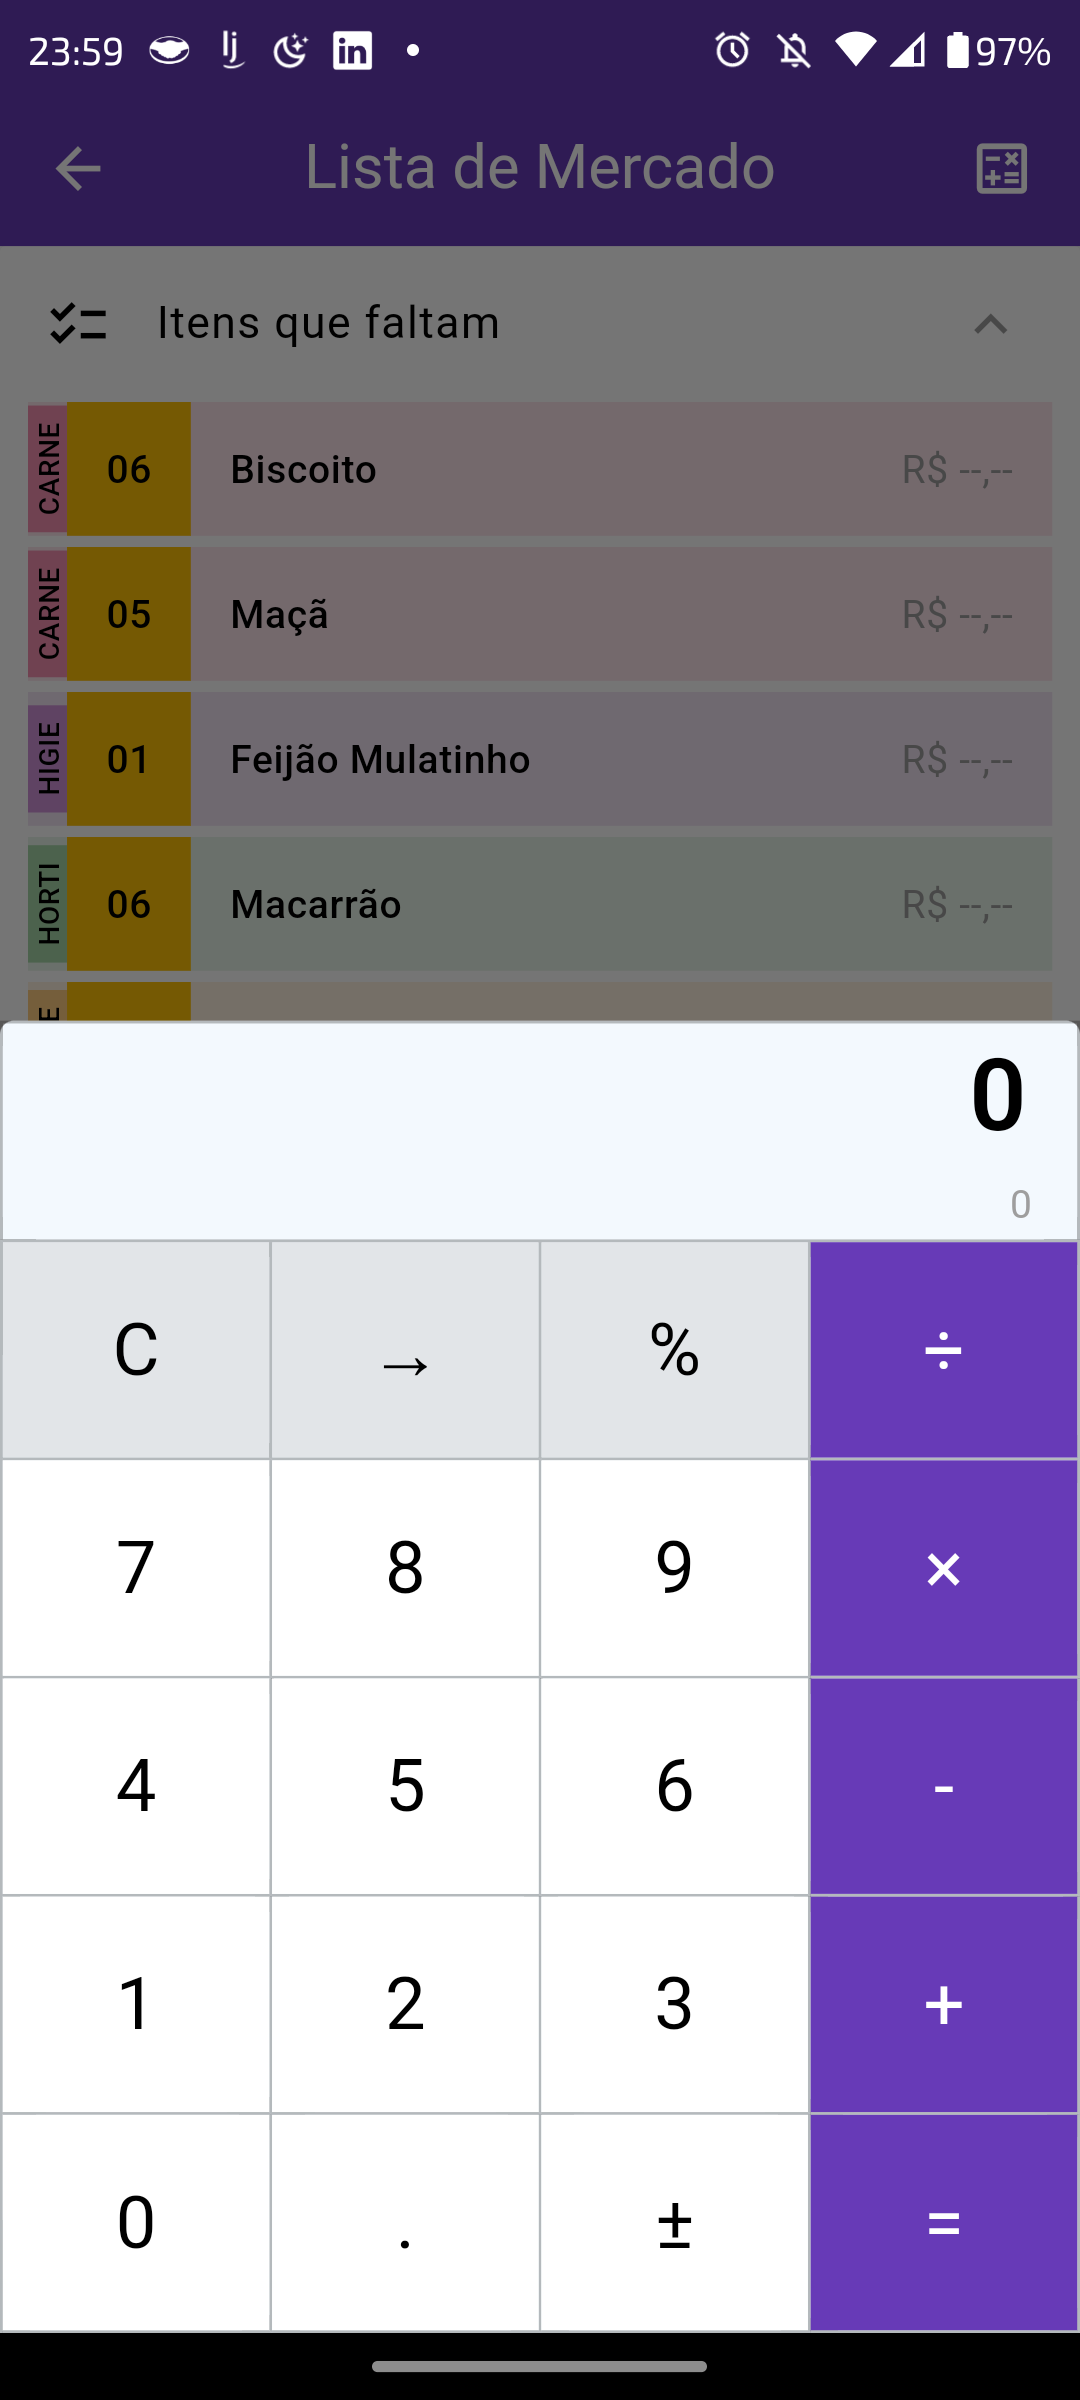 23:59
97%
Lista de Mercado
Itens que faltam
CARNE 06 Biscoito R$ --,--
CARNE 05 Maçã R$ --,--
HIGIE 01 Feijão Mulatinho R$ --,--
HORTI 06 Macarrão R$ --,--
E
0
0
C → % ÷
7 8 9 ×
4 5 6 -
1 2 3 +
0 . ± =